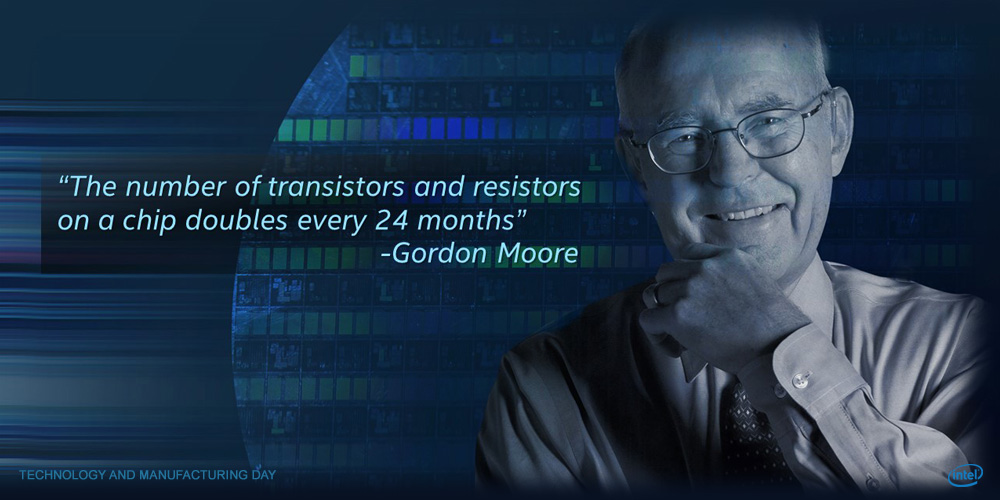 “The number of transistors and resistors
on a chip doubles every 24 months”
-Gordon Moore
TECHNOLOGY AND MANUFACTURING DAY
intel